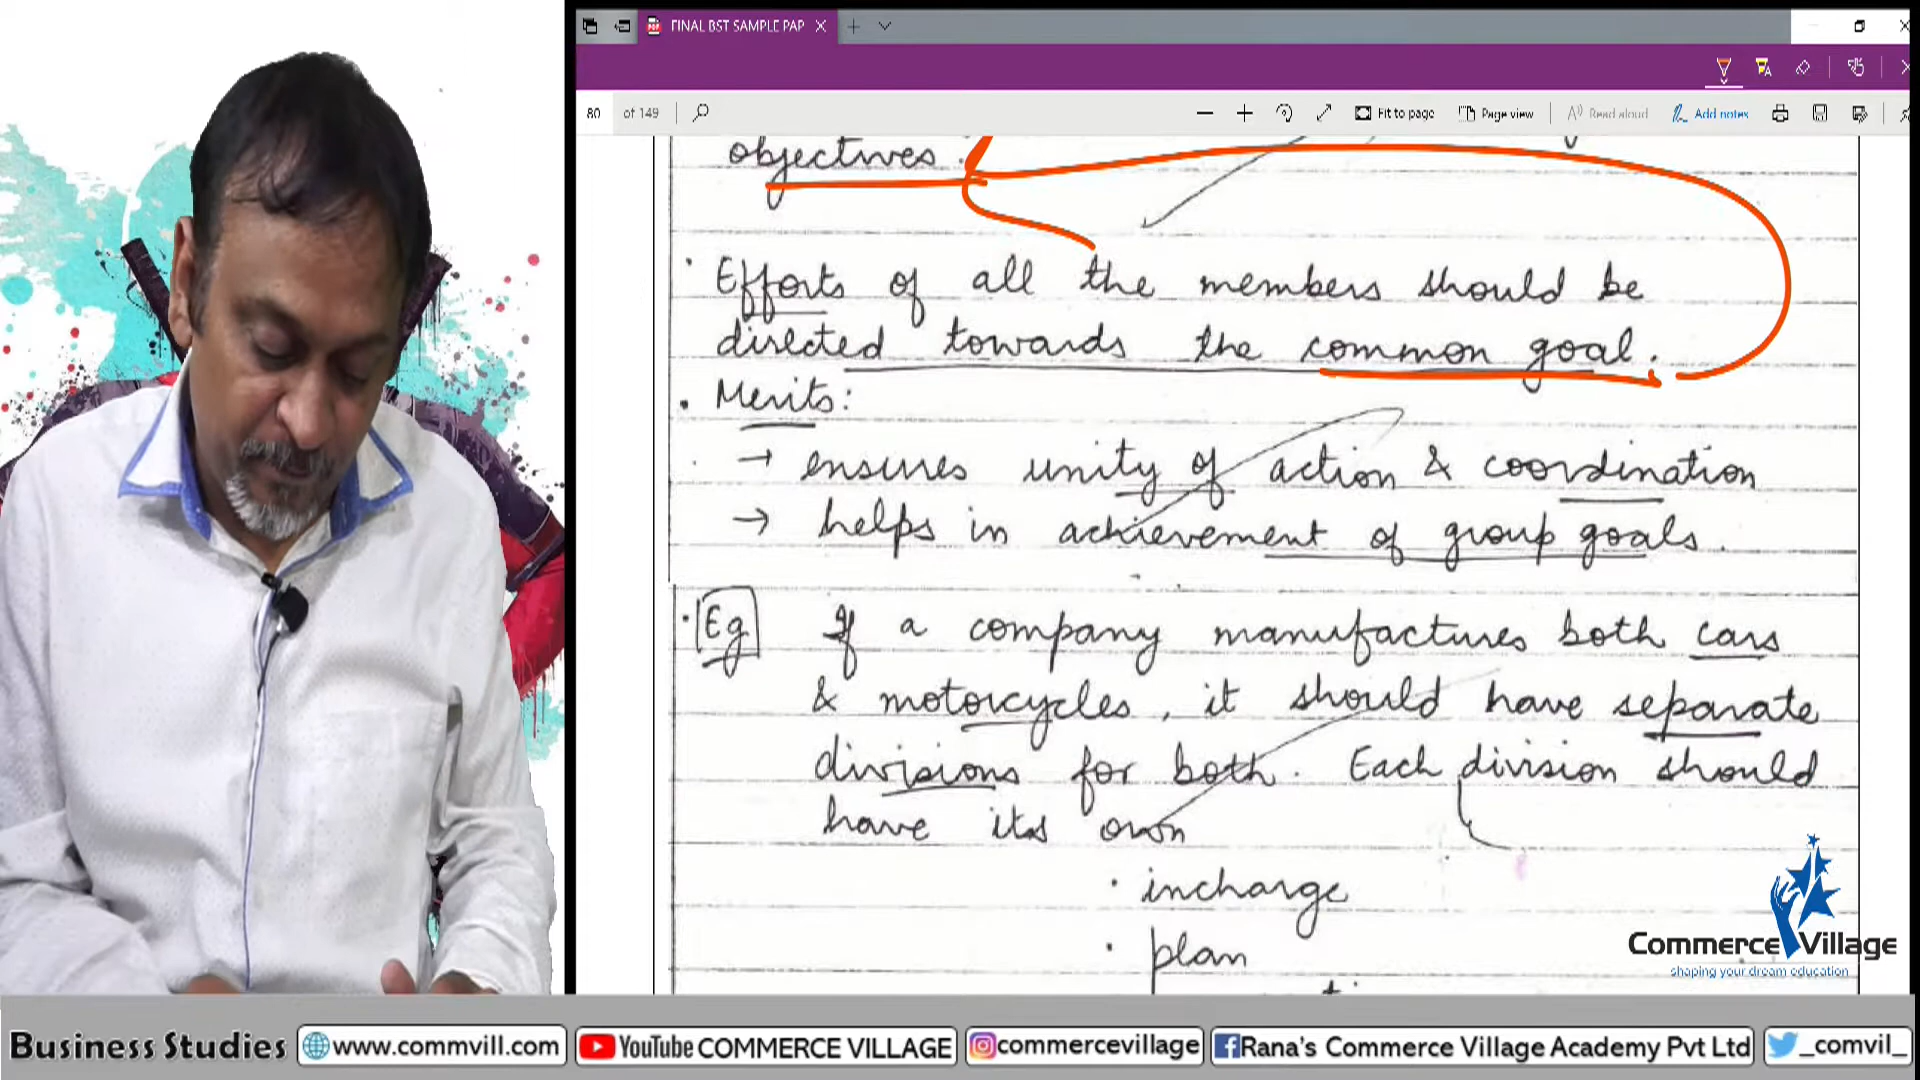 FINAL BST SAMPLE PAP
80 of 149
Fit to page
Page view
Read aloud
Add notes
objectives.
Efforts of all the members should be
directed towards the common goal.
Merits:
→ ensures unity of action & coordination
→ helps in achievement of group goals.
Eg If a company manufactures both cars
& motorcycles, it should have separate
divisions for both. Each division should
have its own
incharge
plan
Commerce Village
shaping your dream education
Business Studies
www.commvill.com
YouTube COMMERCE VILLAGE
commercevillage
Rana's Commerce Village Academy Pvt Ltd
_comvil_